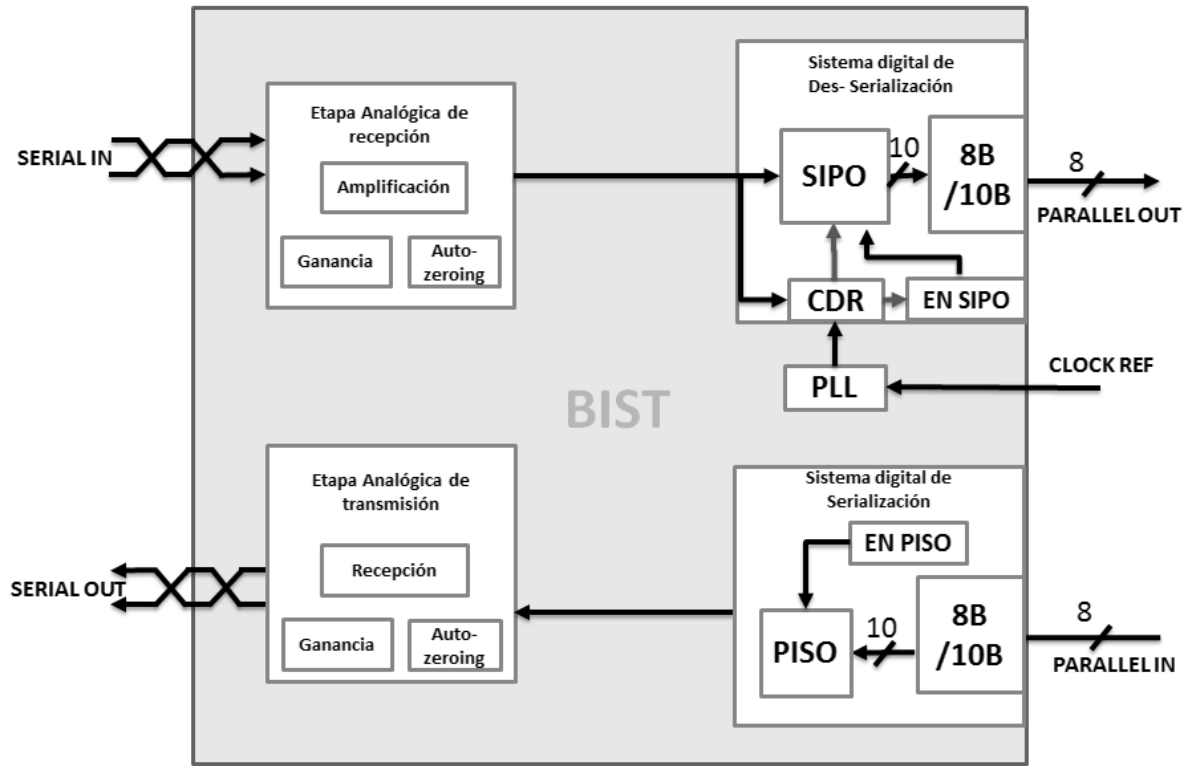 SERIAL IN
Etapa Analógica de
recepción
Amplificación
Ganancia
Auto-
zeroing
Sistema digital de
Des- Serialización
SIPO
10
8B
/10B
8
PARALLEL OUT
CDR
EN SIPO
PLL
CLOCK REF
BIST
Etapa Analógica de
transmisión
Recepción
Ganancia
Auto-
zeroing
SERIAL OUT
Sistema digital de
Serialización
EN PISO
PISO
10
8B
/10B
8
PARALLEL IN